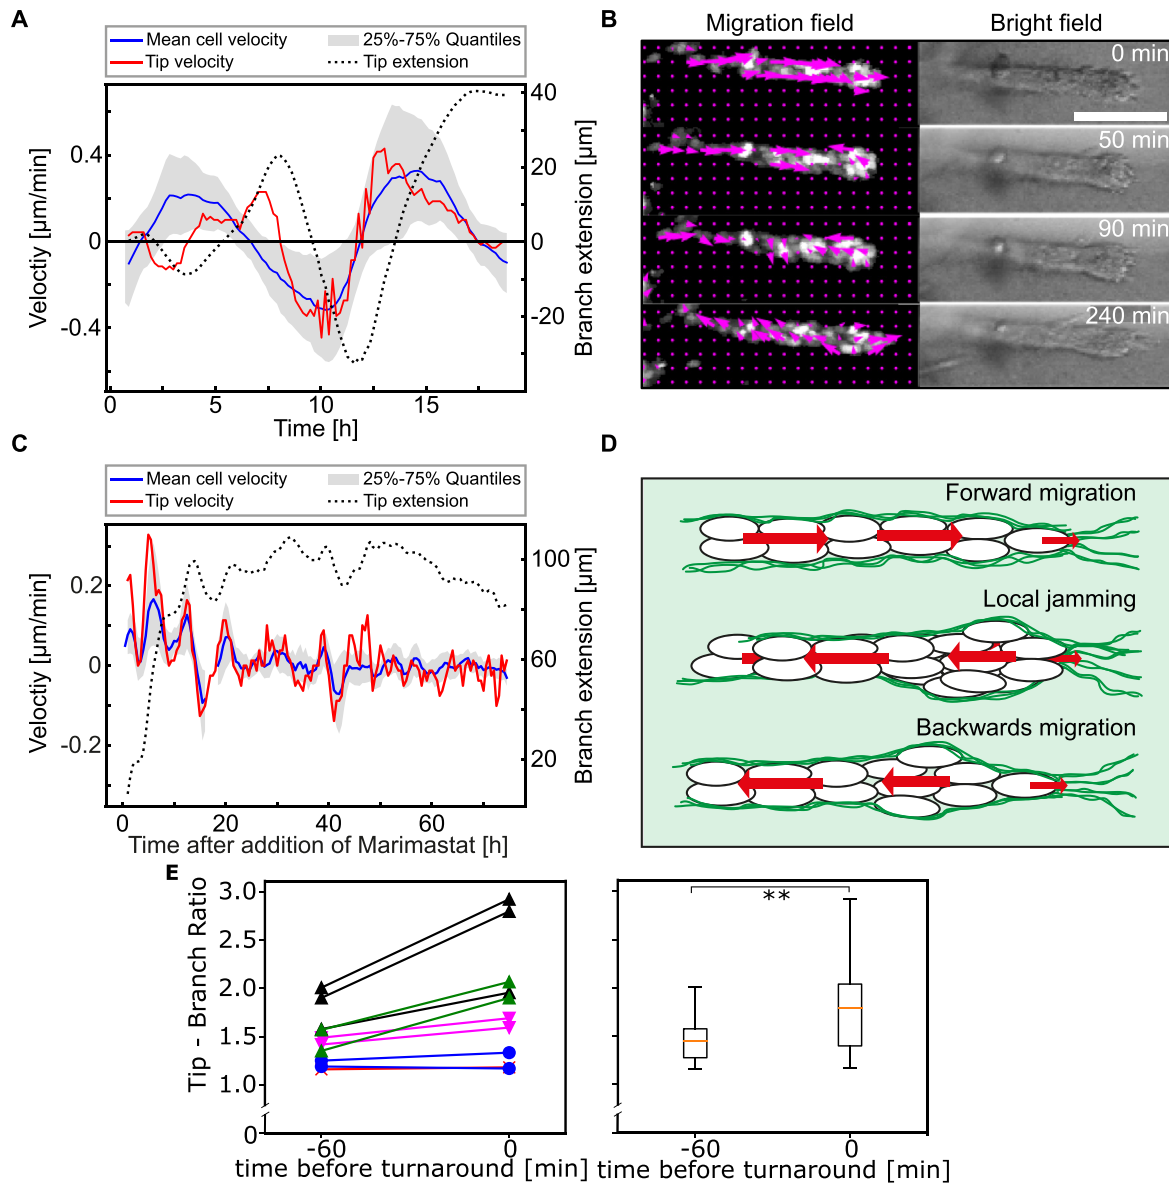 A
Mean cell velocity
25%-75% Quantiles
Tip velocity
Tip extension
Veloctiy [µm/min]
0.4
0
-0.4
Branch extension [µm]
40
20
0
-20
0 5 10 15
Time [h]
B
Migration field
Bright field
0 min
50 min
90 min
240 min
C
Mean cell velocity
25%-75% Quantiles
Tip velocity
Tip extension
Veloctiy [µm/min]
0.2
0
-0.2
Branch extension [µm]
100
60
20
0 20 40 60
Time after addition of Marimastat [h]
D
Forward migration
Local jamming
Backwards migration
E
Tip - Branch Ratio
3.0
2.0
1.5
1.0
0
-60 0
time before turnaround [min]
**
-60 0
time before turnaround [min]